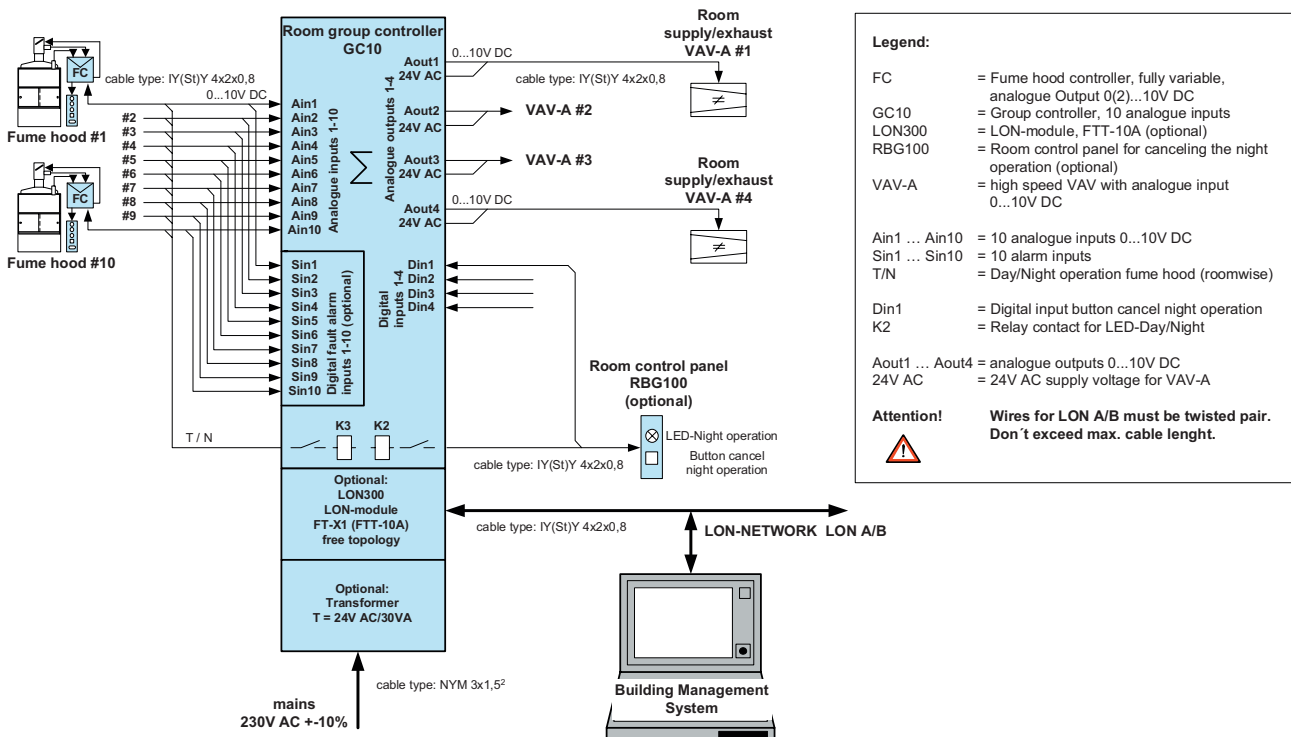 Room group controller
GC10
FC
cable type: IY(St)Y 4x2x0,8
0...10V DC
Fume hood #1
#2
#3
#4
#5
#6
#7
#8
#9
FC
Fume hood #10
Ain1
Ain2
Ain3
Ain4
Ain5
Ain6
Ain7
Ain8
Ain9
Ain10
Analogue inputs 1-10
∑
Analogue outputs 1-4
Aout1
24V AC
Aout2
24V AC
Aout3
24V AC
Aout4
24V AC
0...10V DC
cable type: IY(St)Y 4x2x0,8
Room
supply/exhaust
VAV-A #1
≠
VAV-A #2
VAV-A #3
Room
supply/exhaust
VAV-A #4
0...10V DC
≠
Sin1
Sin2
Sin3
Sin4
Sin5
Sin6
Sin7
Sin8
Sin9
Sin10
Digital fault alarm
inputs 1-10 (optional)
Digital
inputs 1-4
Din1
Din2
Din3
Din4
T / N
K3
K2
Room control panel
RBG100
(optional)
LED-Night operation
Button cancel
night operation
cable type: IY(St)Y 4x2x0,8
Optional:
LON300
LON-module
FT-X1 (FTT-10A)
free topology
cable type: IY(St)Y 4x2x0,8
LON-NETWORK LON A/B
Optional:
Transformer
T = 24V AC/30VA
cable type: NYM 3x1,5²
mains
230V AC +-10%
Building Management
System
Legend:
FC = Fume hood controller, fully variable,
analogue Output 0(2)...10V DC
GC10 = Group controller, 10 analogue inputs
LON300 = LON-module, FTT-10A (optional)
RBG100 = Room control panel for canceling the night
operation (optional)
VAV-A = high speed VAV with analogue input
0...10V DC
Ain1 ... Ain10 = 10 analogue inputs 0...10V DC
Sin1 ... Sin10 = 10 alarm inputs
T/N = Day/Night operation fume hood (roomwise)
Din1 = Digital input button cancel night operation
K2 = Relay contact for LED-Day/Night
Aout1 ... Aout4 = analogue outputs 0...10V DC
24V AC = 24V AC supply voltage for VAV-A
Attention! Wires for LON A/B must be twisted pair.
Don´t exceed max. cable lenght.